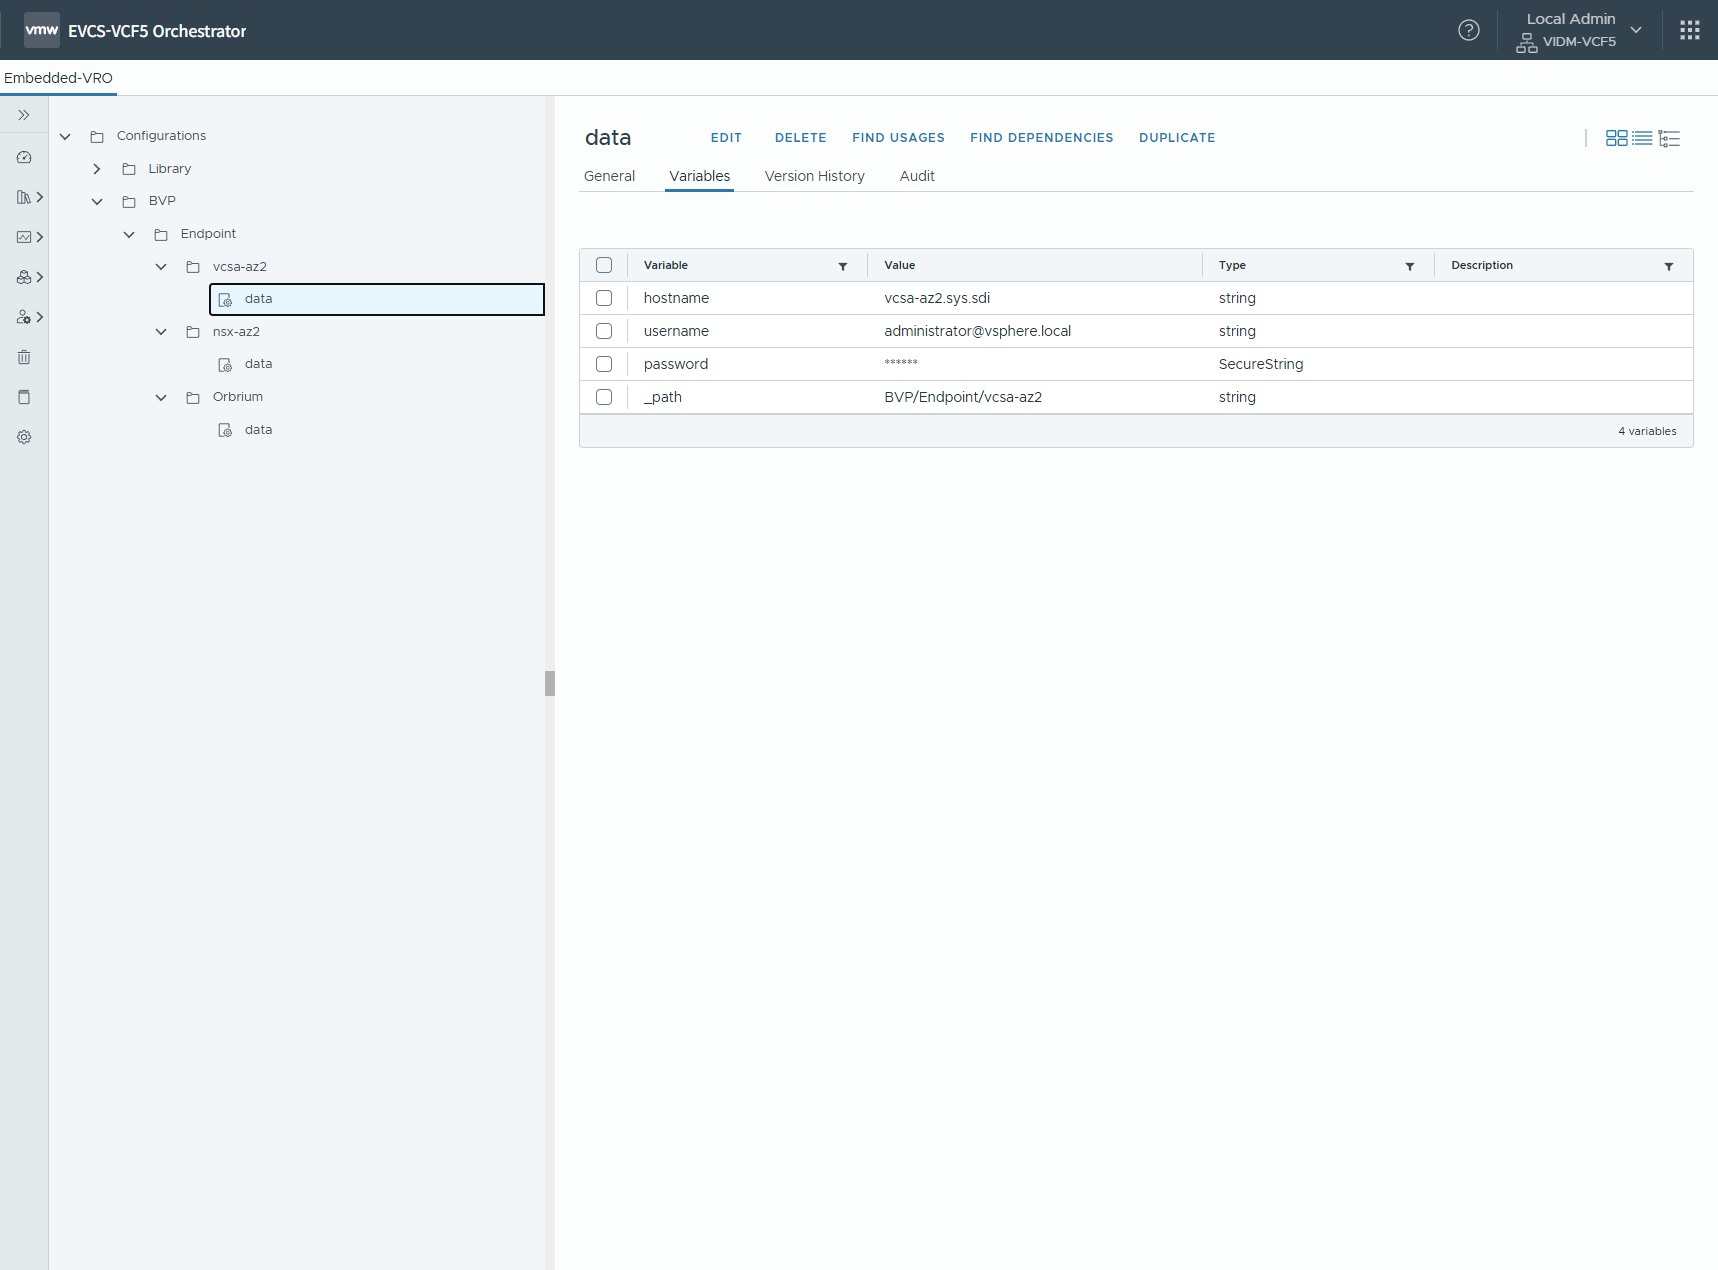 vmw EVCS-VCF5 Orchestrator
? Local Admin
VIDM-VCF5
Embedded-VRO
Configurations
Library
BVP
Endpoint
vcsa-az2
data
nsx-az2
data
Orbrium
data
data EDIT DELETE FIND USAGES FIND DEPENDENCIES DUPLICATE
General Variables Version History Audit
Variable Value Type Description
hostname vcsa-az2.sys.sdi string
username administrator@vsphere.local string
password ****** SecureString
_path BVP/Endpoint/vcsa-az2 string
4 variables